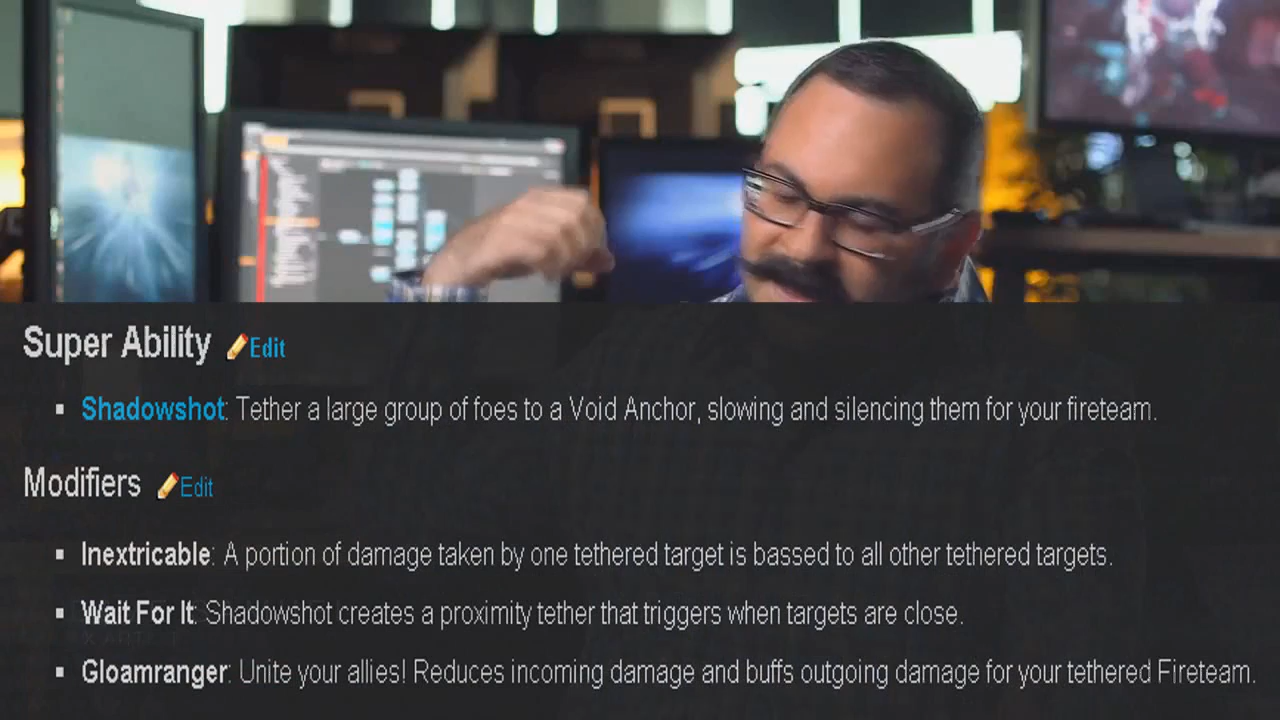 Super Ability Edit
Shadowshot: Tether a large group of foes to a Void Anchor, slowing and silencing them for your fireteam.
Modifiers Edit
Inextricable: A portion of damage taken by one tethered target is bassed to all other tethered targets.
Wait For It: Shadowshot creates a proximity tether that triggers when targets are close.
Gloamranger: Unite your allies! Reduces incoming damage and buffs outgoing damage for your tethered Fireteam.